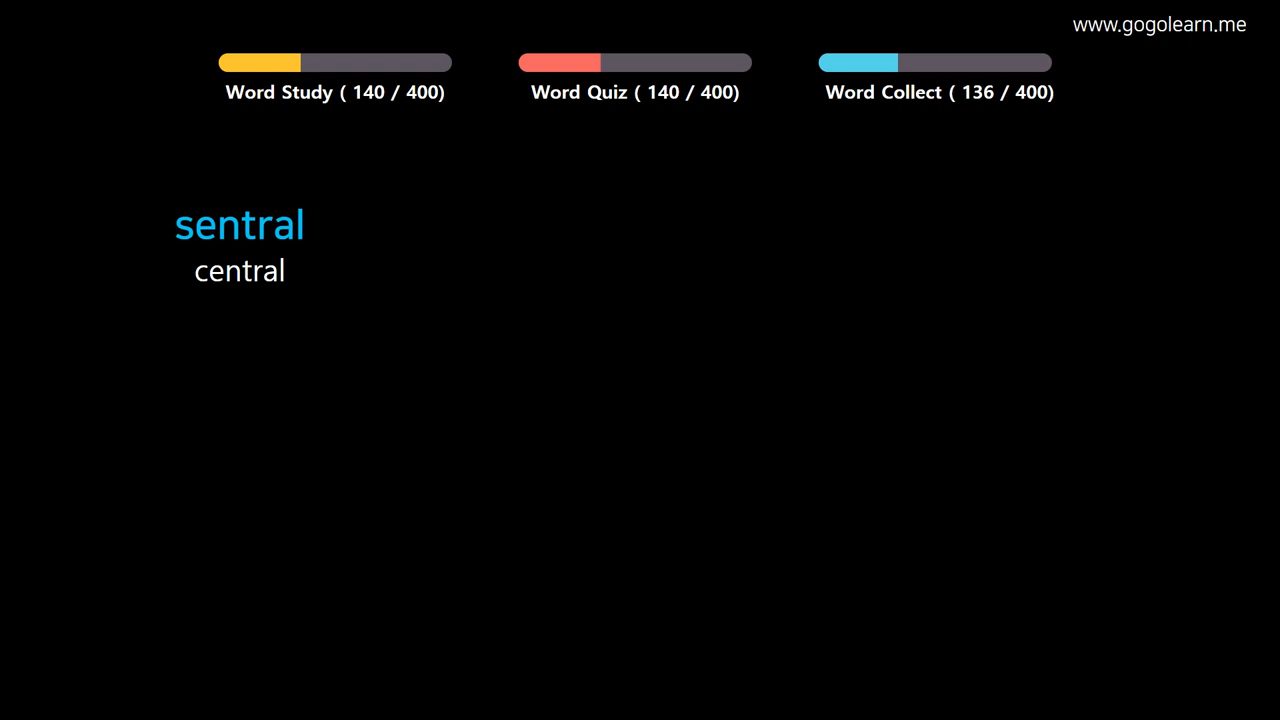 www.gogolearn.me
Word Study ( 140 / 400)
Word Quiz ( 140 / 400)
Word Collect ( 136 / 400)
sentral
central